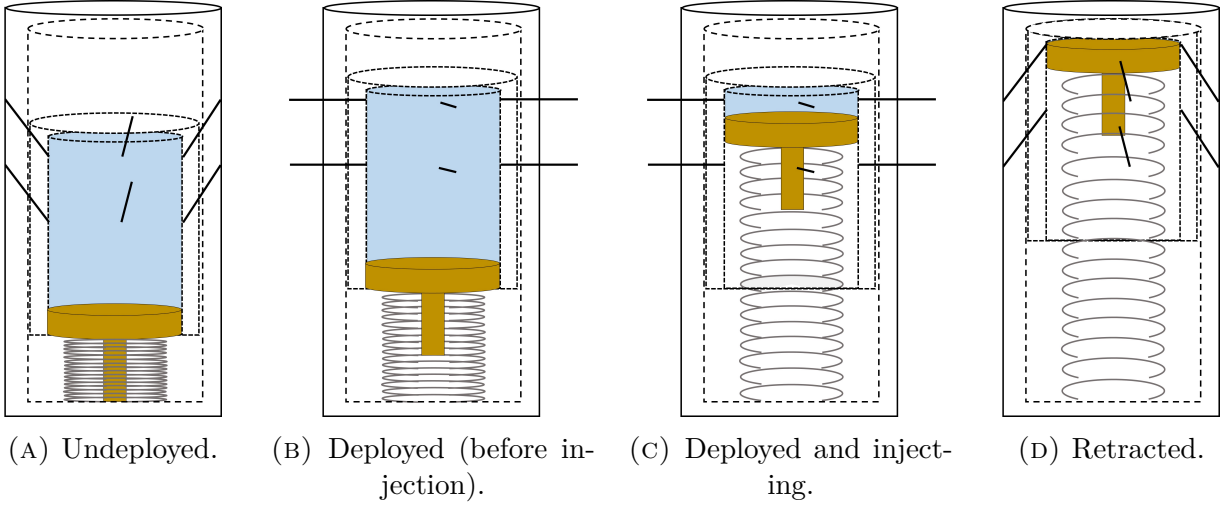 (A) Undeployed.
(B) Deployed (before in-
jection).
(C) Deployed and inject-
ing.
(D) Retracted.